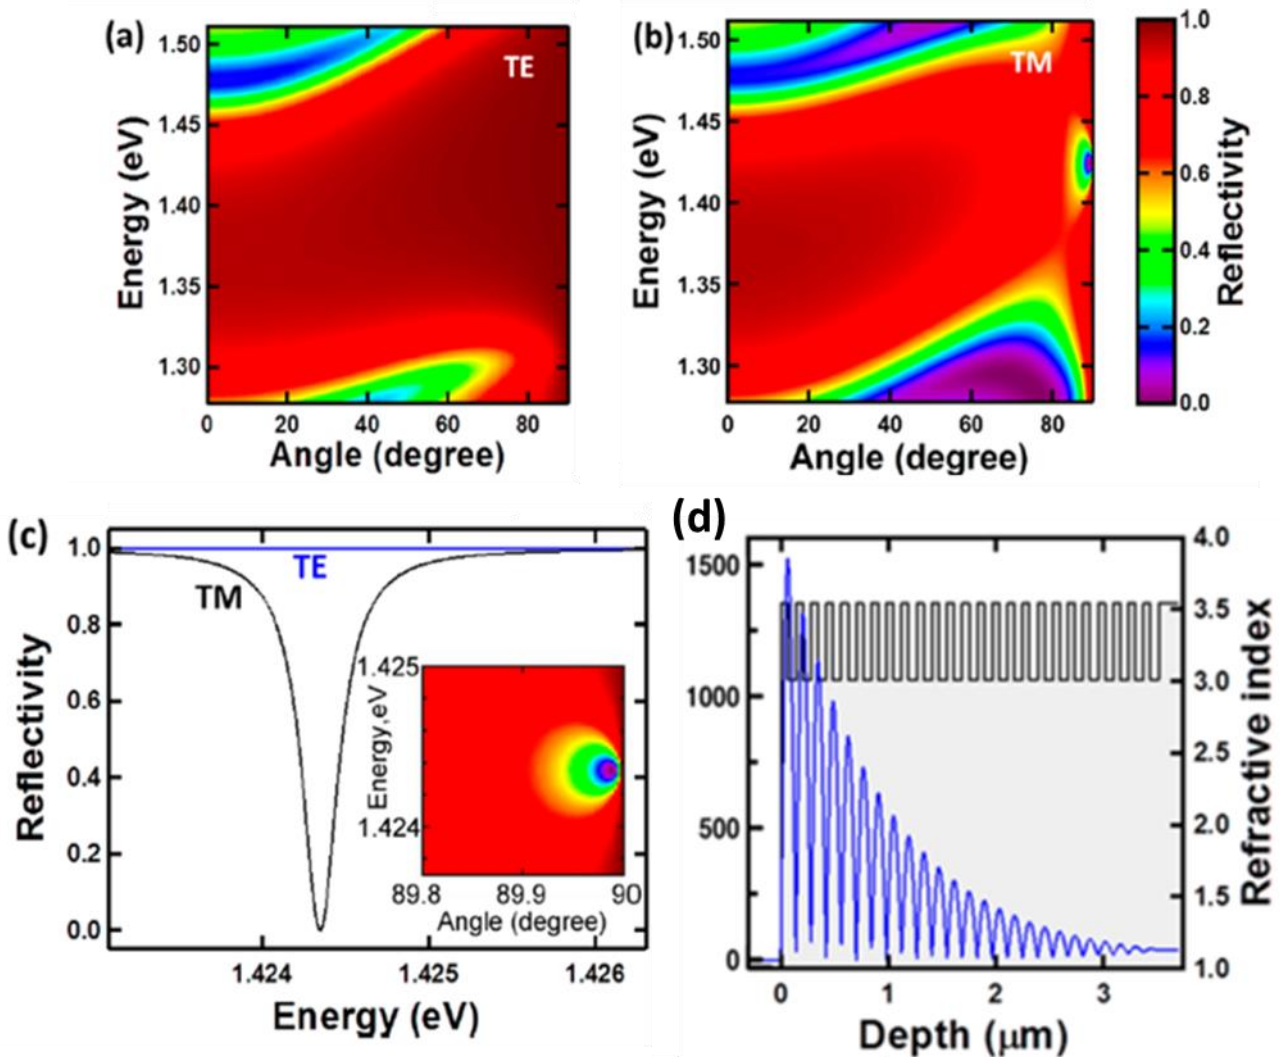 (a)
TE
1.50
1.45
1.40
1.35
1.30
Energy (eV)
0 20 40 60 80
Angle (degree)
(b)
TM
1.50
1.45
1.40
1.35
1.30
Energy (eV)
0 20 40 60 80
Angle (degree)
1.0
0.8
0.6
0.4
0.2
0.0
Reflectivity
(c)
1.0
0.8
0.6
0.4
0.2
0.0
Reflectivity
TE
TM
1.425
1.424
Energy,eV
89.8 89.9 90
Angle (degree)
1.424 1.425 1.426
Energy (eV)
(d)
1500
1000
500
0
4.0
3.5
3.0
2.5
2.0
1.5
1.0
Refractive index
0 1 2 3
Depth (μm)